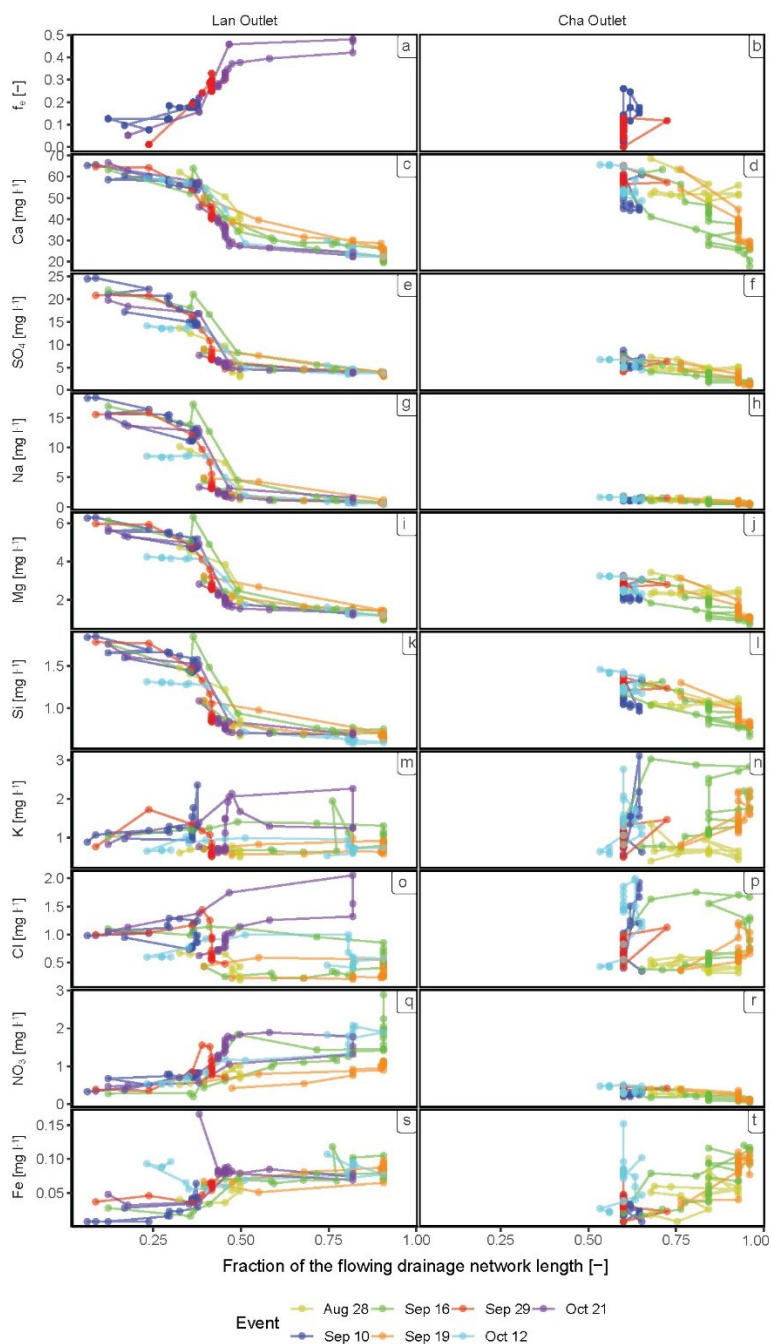 Lan Outlet
Cha Outlet
0.5
0.4
0.3
0.2
0.1
0.0
fₑ [−]
a
b
70
60
50
40
30
20
Ca [mg l⁻¹]
c
d
25
20
15
10
5
0
SO₄ [mg l⁻¹]
e
f
15
10
5
0
Na [mg l⁻¹]
g
h
6
4
2
Mg [mg l⁻¹]
i
j
1.5
1.0
Si [mg l⁻¹]
k
l
3
2
1
K [mg l⁻¹]
m
n
2.0
1.5
1.0
0.5
Cl [mg l⁻¹]
o
p
3
2
1
0
NO₃ [mg l⁻¹]
q
r
0.15
0.10
0.05
Fe [mg l⁻¹]
s
t
0.25 0.50 0.75 1.00 0.25 0.50 0.75 1.00
Fraction of the flowing drainage network length [−]
Event
Aug 28 Sep 16 Sep 29 Oct 21
Sep 10 Sep 19 Oct 12